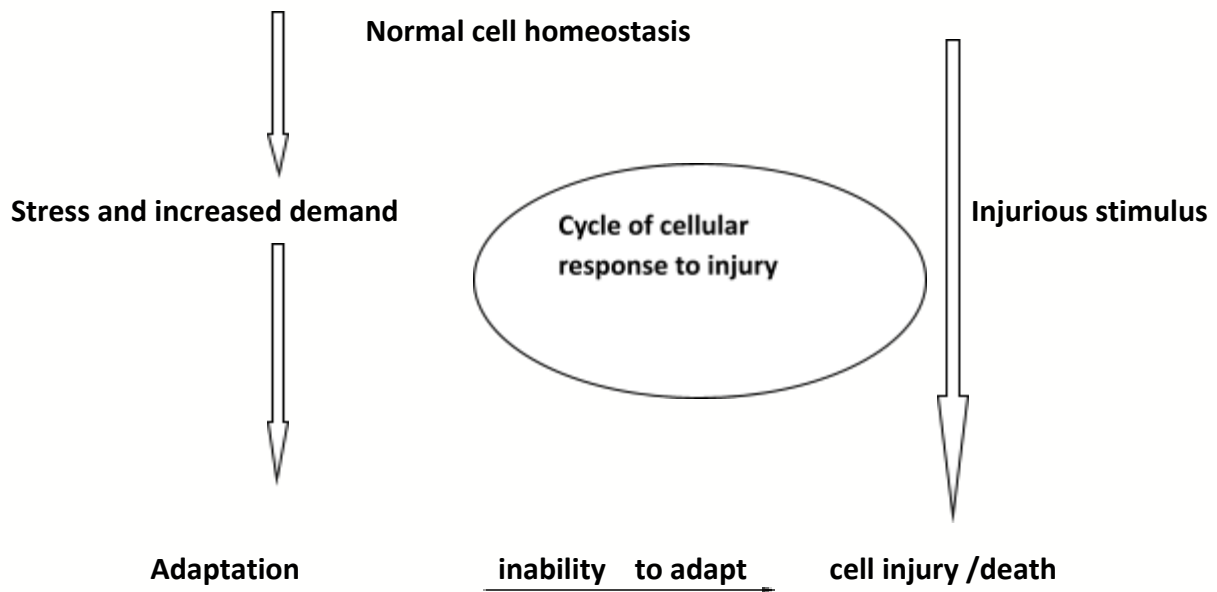 Normal cell homeostasis
Stress and increased demand
Cycle of cellular
response to injury
Injurious stimulus
Adaptation
inability to adapt
cell injury /death